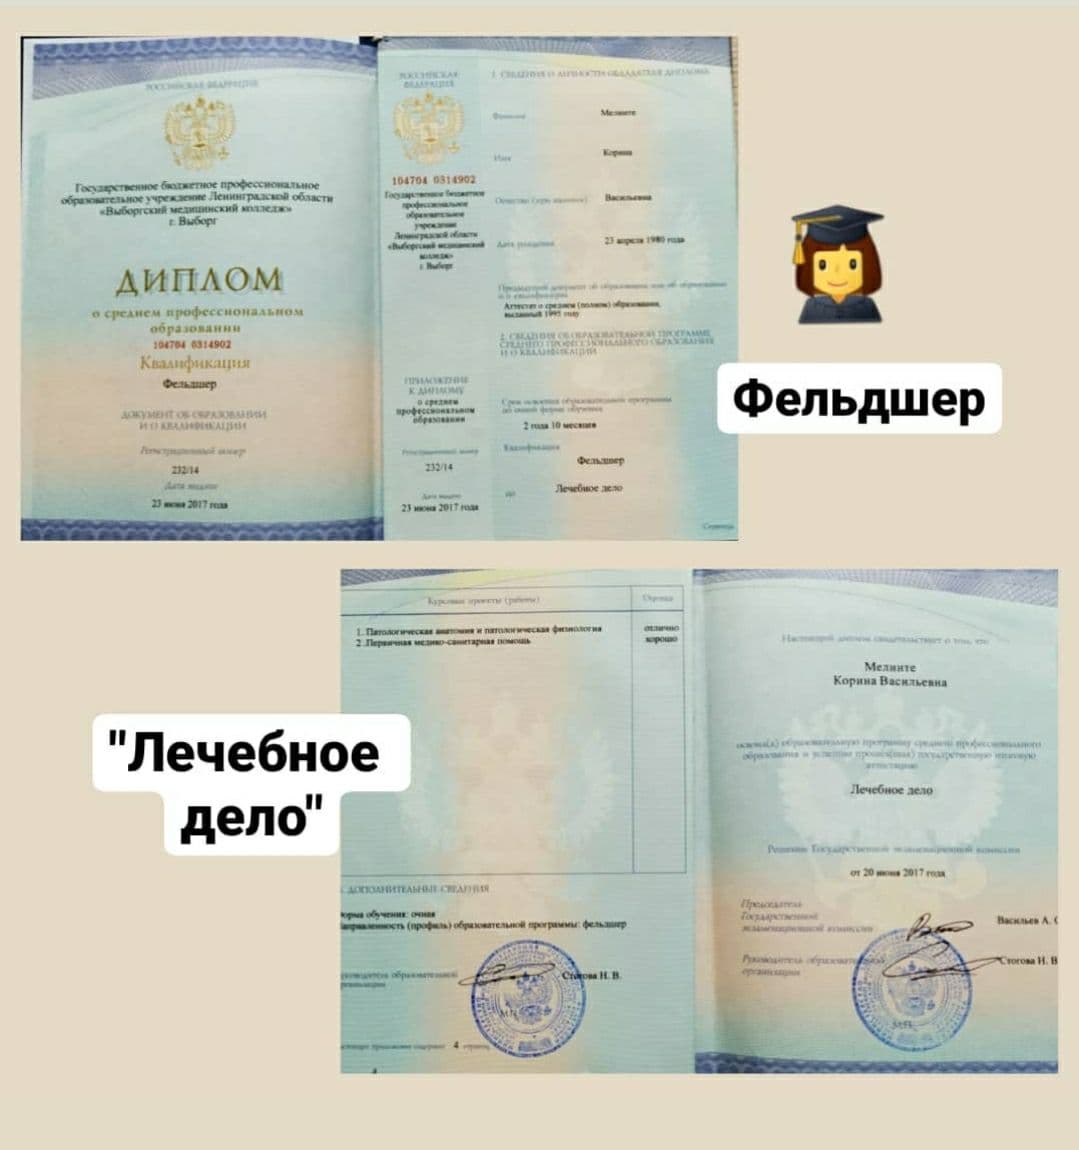 РОССИЙСКАЯ ФЕДЕРАЦИЯ
Государственное бюджетное профессиональное
образовательное учреждение Ленинградской области
«Выборгский медицинский колледж»
г. Выборг
ДИПЛОМ
о среднем профессиональном
образовании
104704 0314902
Квалификация
Фельдшер
ДОКУМЕНТ ОБ ОБРАЗОВАНИИ
И О КВАЛИФИКАЦИИ
Регистрационный номер
232/14
Дата выдачи
23 июня 2017 года
РОССИЙСКАЯ
ФЕДЕРАЦИЯ
104704 0314902
Государственное бюджетное
профессиональное
образовательное
учреждение
Ленинградской области
«Выборгский медицинский
колледж»
г. Выборг
ПРИЛОЖЕНИЕ
К ДИПЛОМУ
о среднем
профессиональном
образовании
Регистрационный номер
232/14
Дата выдачи
23 июня 2017 года
1. СВЕДЕНИЯ О ЛИЧНОСТИ ОБЛАДАТЕЛЯ ДИПЛОМА
Фамилия Мелинте
Имя Корина
Отчество (при наличии) Васильевна
Дата рождения 23 апреля 1980 года
Предыдущий документ об образовании или об образовании
и о квалификации
Аттестат о среднем (полном) образовании,
выданный 1995 году
2. СВЕДЕНИЯ ОБ ОБРАЗОВАТЕЛЬНОЙ ПРОГРАММЕ
СРЕДНЕГО ПРОФЕССИОНАЛЬНОГО ОБРАЗОВАНИЯ
И О КВАЛИФИКАЦИИ
Срок освоения образовательной программы
по очной форме обучения
2 года 10 месяцев
Квалификация
Фельдшер
по Лечебное дело
Страница
Фельдшер
"Лечебное
дело"
Курсовые проекты (работы) Оценка
1. Патологическая анатомия и патологическая физиология отлично
2. Первичная медико-санитарная помощь хорошо
ДОПОЛНИТЕЛЬНЫЕ СВЕДЕНИЯ
орма обучения: очная
аправленность (профиль) образовательной программы: фельдшер
уководитель образовательной
организации
Стогова Н. В.
М.П.
астоящее приложение содержит 4 страниц
Настоящий диплом свидетельствует о том, что
Мелинте
Корина Васильевна
освоил(а) образовательную программу среднего профессионального
образования и успешно прошёл(шла) государственную итоговую
аттестацию
Лечебное дело
Решение Государственной экзаменационной комиссии
от 20 июня 2017 года
Председатель
Государственной
экзаменационной комиссии
Васильев А. С
Руководитель образовательной
организации
Стогова Н. В
М.П.